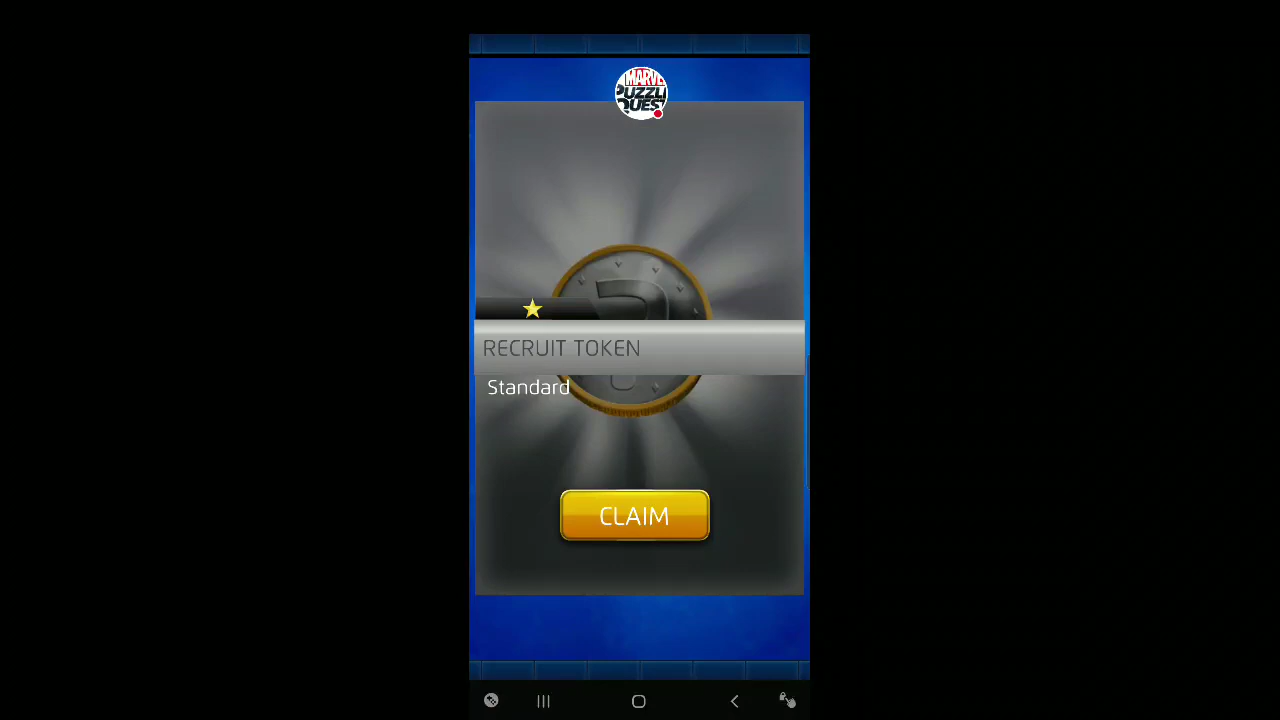 MARVEL
PUZZLE
QUEST
RECRUIT TOKEN
Standard
CLAIM